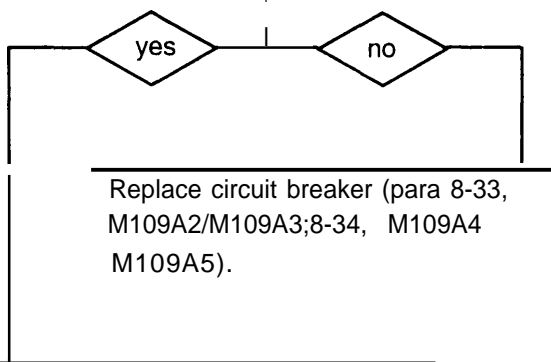 yes
no
Replace circuit breaker (para 8-33,
M109A2/M109A3;8-34, M109A4
M109A5).